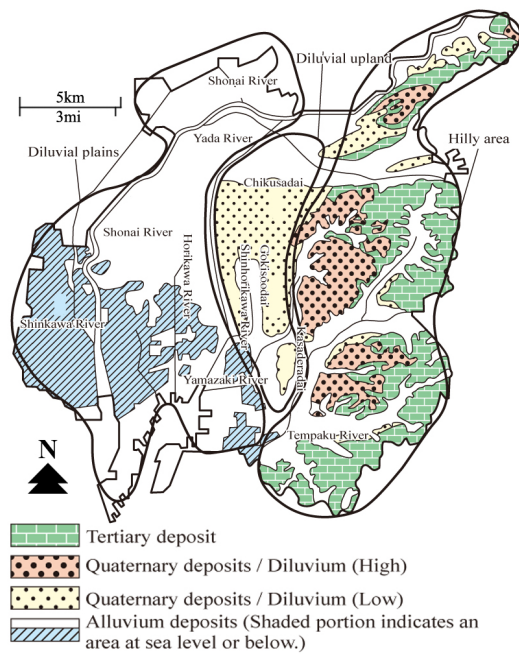 Shonai River
Diluvial upland
5km
3mi
Yada River
Hilly area
Diluvial plains
Chikusadai
Shonai River
Horikawa River
Shinhorikawa River
Gokisoodai
Kasaderadai
Shinkawa River
Yamazaki River
Tempaku River
N
Tertiary deposit
Quaternary deposits / Diluvium (High)
Quaternary deposits / Diluvium (Low)
Alluvium deposits (Shaded portion indicates an
area at sea level or below.)